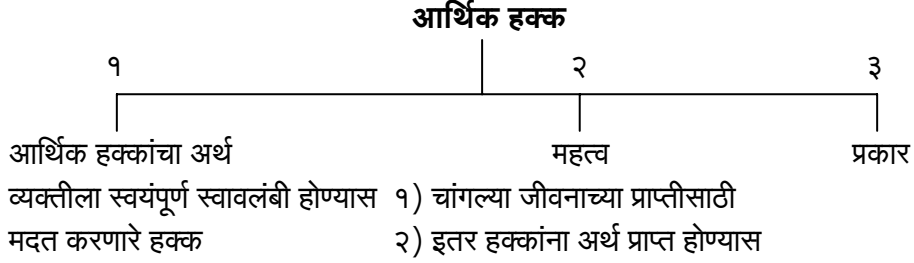 आर्थिक हक्क
१ २ ३
आर्थिक हक्कांचा अर्थ महत्व प्रकार
व्यक्तीला स्वयंपूर्ण स्वावलंबी होण्यास १) चांगल्या जीवनाच्या प्राप्तीसाठी
मदत करणारे हक्क २) इतर हक्कांना अर्थ प्राप्त होण्यास